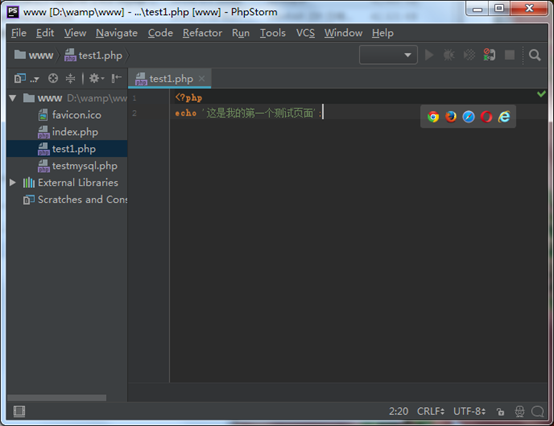 www [D:\wamp\www] - ...\test1.php [www] - PhpStorm
File Edit View Navigate Code Refactor Run Tools VCS Window Help
www test1.php
test1.php
www D:\wamp\www
favicon.ico
index.php
test1.php
testmysql.php
External Libraries
Scratches and Cons
1 <?php
2 echo '这是我的第一个测试页面';
2:20 CRLF UTF-8